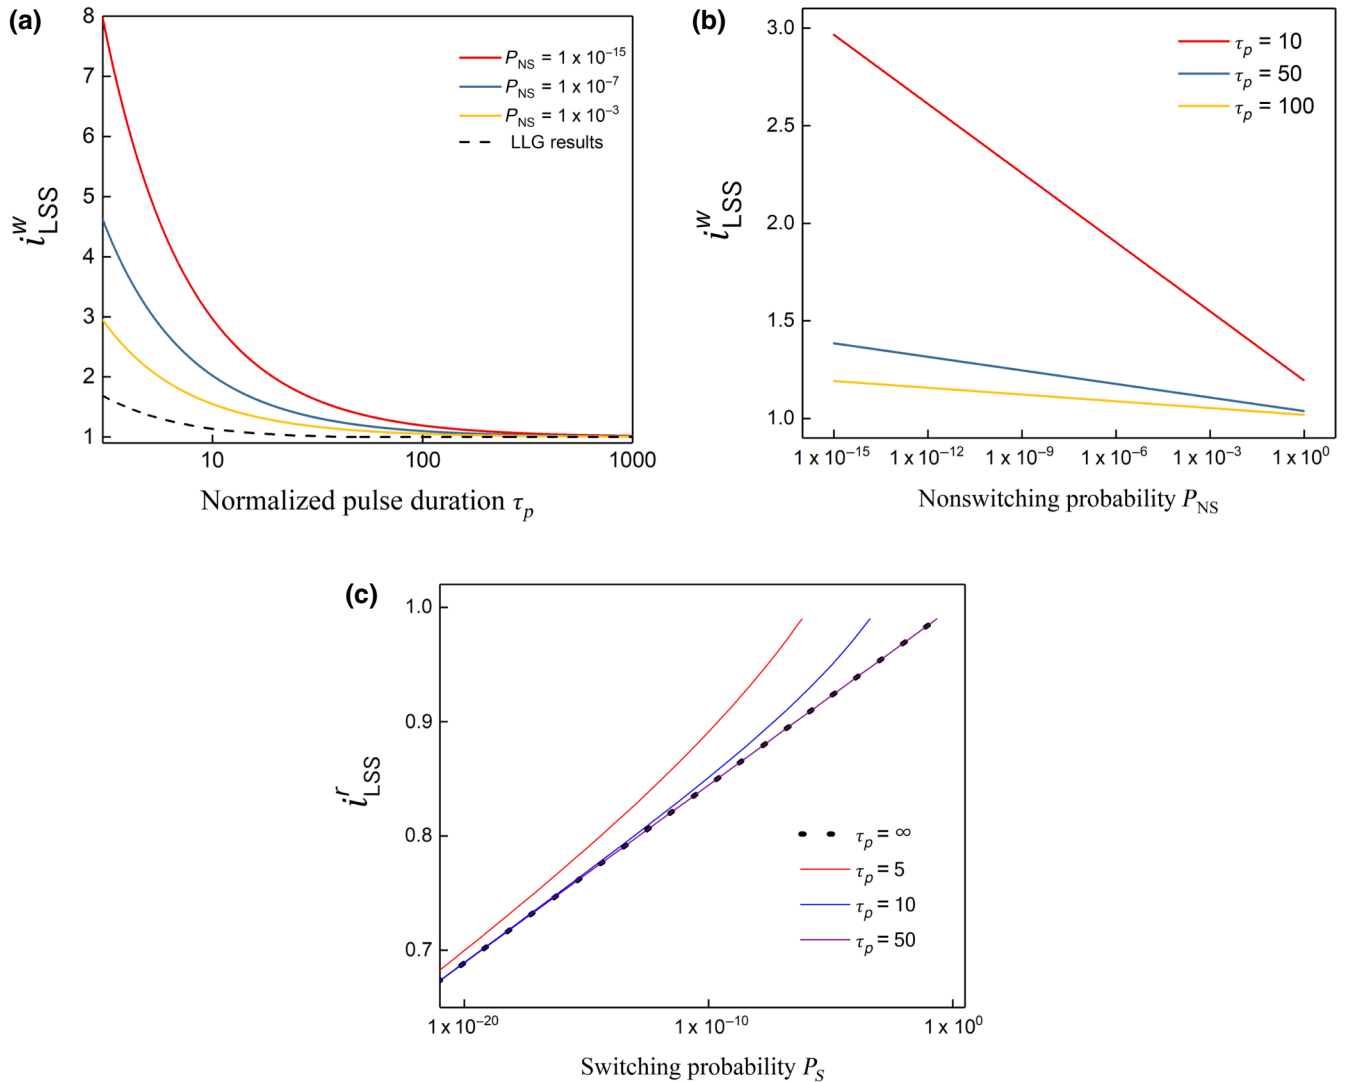 (a)
8
7
6
5
4
3
2
1
i^w_LSS
10
100
1000
Normalized pulse duration τ_p
P_NS = 1 x 10^−15
P_NS = 1 x 10^−7
P_NS = 1 x 10^−3
LLG results
(b)
3.0
2.5
2.0
1.5
1.0
i^w_LSS
1 x 10^−15
1 x 10^−12
1 x 10^−9
1 x 10^−6
1 x 10^−3
1 x 10^0
Nonswitching probability P_NS
τ_p = 10
τ_p = 50
τ_p = 100
(c)
1.0
0.9
0.8
0.7
i^r_LSS
1 x 10^−20
1 x 10^−10
1 x 10^0
Switching probability P_S
τ_p = ∞
τ_p = 5
τ_p = 10
τ_p = 50